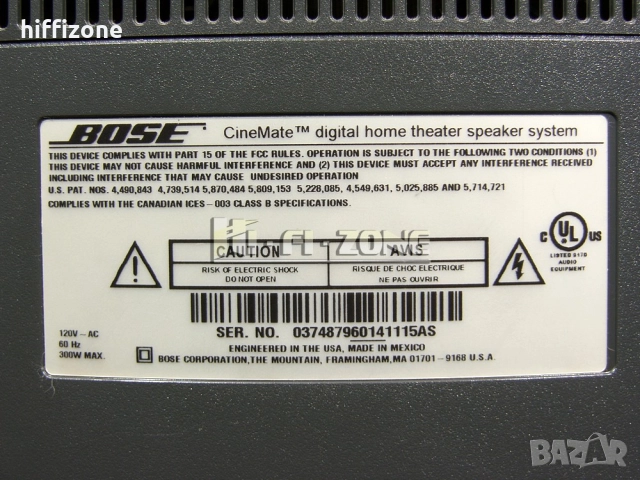 hiffizone
BOSE CineMate™ digital home theater speaker system
THIS DEVICE COMPLIES WITH PART 15 OF THE FCC RULES. OPERATION IS SUBJECT TO THE FOLLOWING TWO CONDITIONS (1)
THIS DEVICE MAY NOT CAUSE HARMFUL INTERFERENCE AND (2) THIS DEVICE MUST ACCEPT ANY INTERFERENCE RECEIVED
INCLUDING INTERFERENCE THAT MAY CAUSE UNDESIRED OPERATION
U.S. PAT. NOS. 4,490,843 4,739,514 5,870,484 5,809,153 5,228,085, 4,549,631, 5,025,885 AND 5,714,721
COMPLIES WITH THE CANADIAN ICES-003 CLASS B SPECIFICATIONS.
HI-FI-ZONE
CAUTION AVIS
RISK OF ELECTRIC SHOCK RISQUE DE CHOC ELECTRIQUE
DO NOT OPEN NE PAS OUVRIR
C UL US
LISTED 917D
AUDIO
EQUIPMENT
SER. NO. 037487960141115AS
120V-AC
60 Hz
300W MAX.
ENGINEERED IN THE USA, MADE IN MEXICO
BOSE CORPORATION, THE MOUNTAIN, FRAMINGHAM, MA 01701-9168 U.S.A.
BAZAR